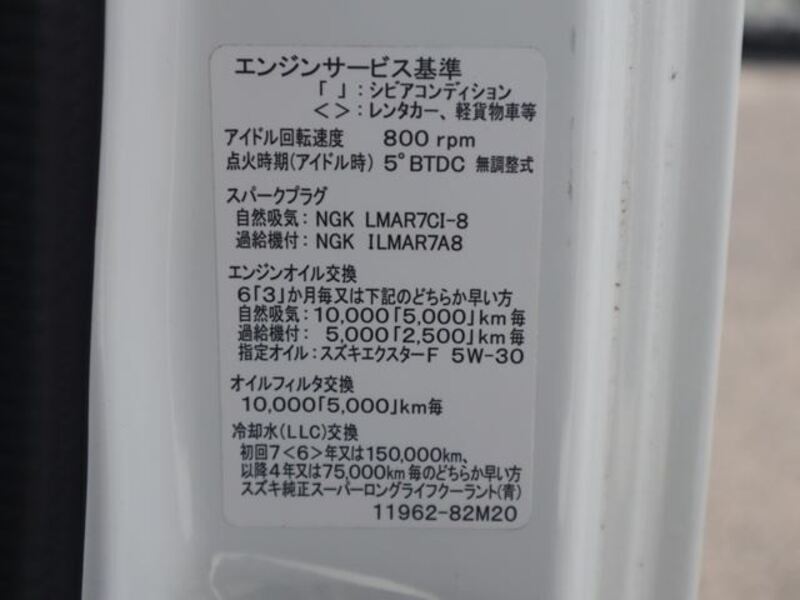 エンジンサービス基準
「 」：シビアコンディション
＜ ＞：レンタカー、軽貨物車等
アイドル回転速度 800 rpm
点火時期(アイドル時) 5°BTDC 無調整式
スパークプラグ
自然吸気：NGK LMAR7CI-8
過給機付：NGK ILMAR7A8
エンジンオイル交換
6「3」か月毎又は下記のどちらか早い方
自然吸気：10,000「5,000」km毎
過給機付： 5,000「2,500」km毎
指定オイル：スズキエクスターF 5W-30
オイルフィルタ交換
10,000「5,000」km毎
冷却水(LLC)交換
初回7＜6＞年又は150,000km、
以降4年又は75,000km毎のどちらか早い方
スズキ純正スーパーロングライフクーラント(青)
11962-82M20